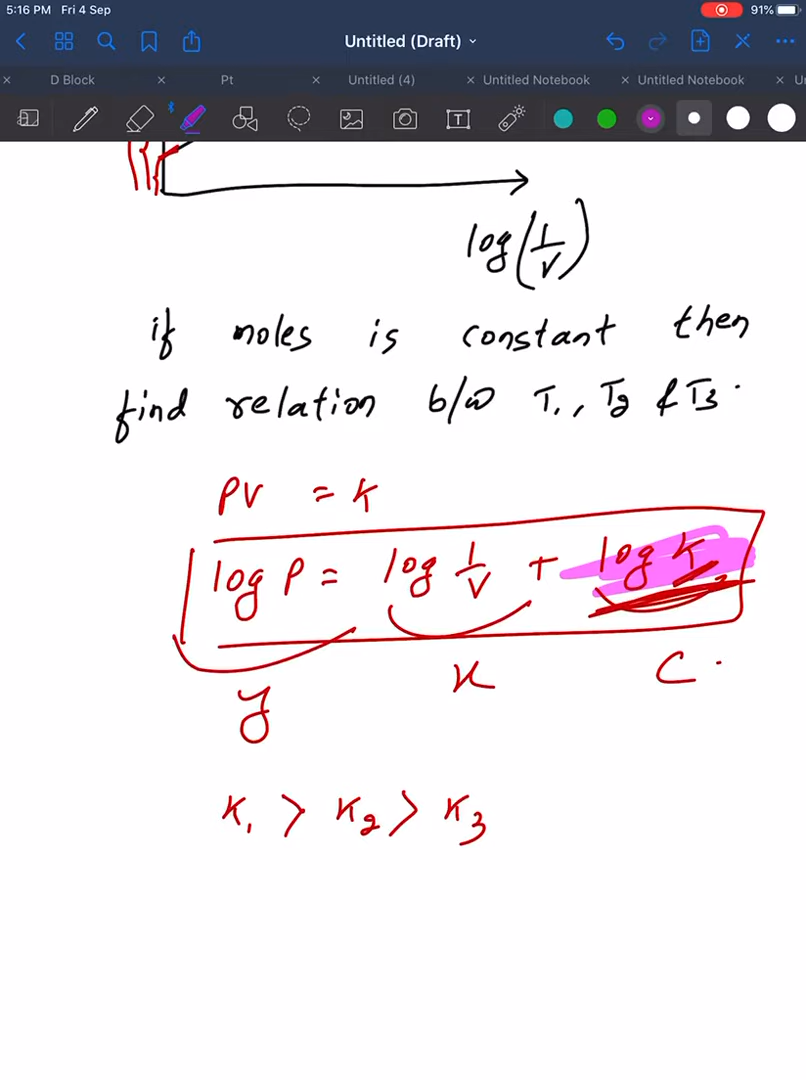 5:16 PM Fri 4 Sep 91%
Untitled (Draft)
D Block Pt Untitled (4) Untitled Notebook Untitled Notebook Un
T
log(1/V)
if moles is constant then
find relation b/w T1, T2 & T3.
PV = K
log P = log 1/V + log K
y x C.
K1 > K2 > K3